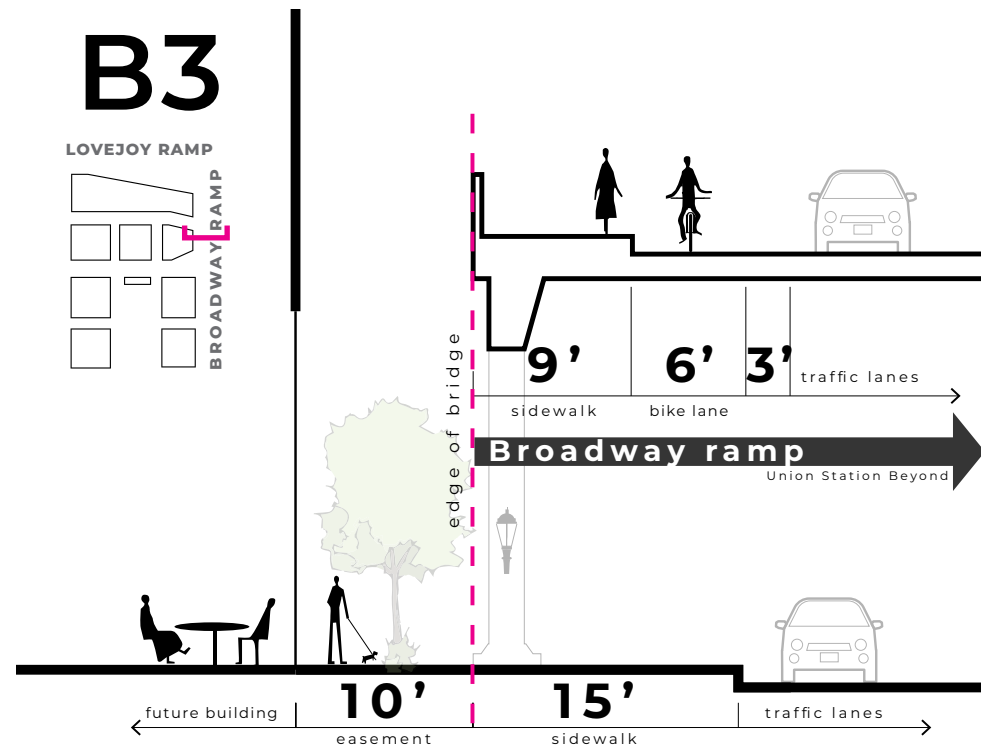 B3
LOVEJOY RAMP
BROADWAY RAMP
edge of bridge
9’ 6’ 3’ traffic lanes
sidewalk bike lane
Broadway ramp
Union Station Beyond
10’ 15’
future building traffic lanes
easement sidewalk